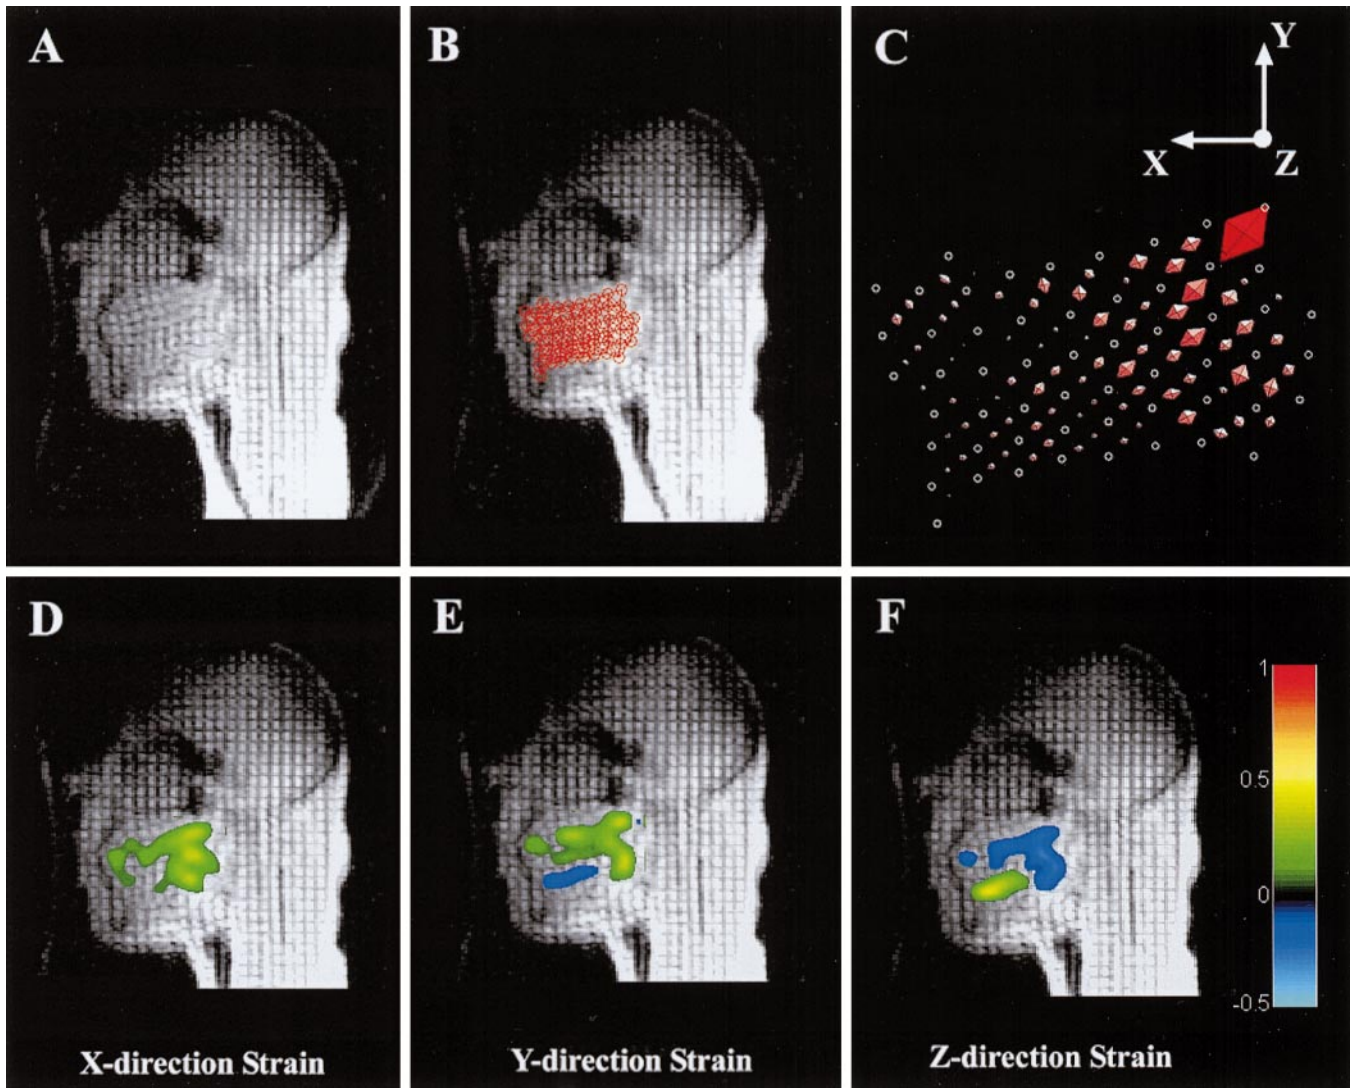 A
B
C
Y
X
Z
D
E
F
1
0.5
0
-0.5
X-direction Strain
Y-direction Strain
Z-direction Strain